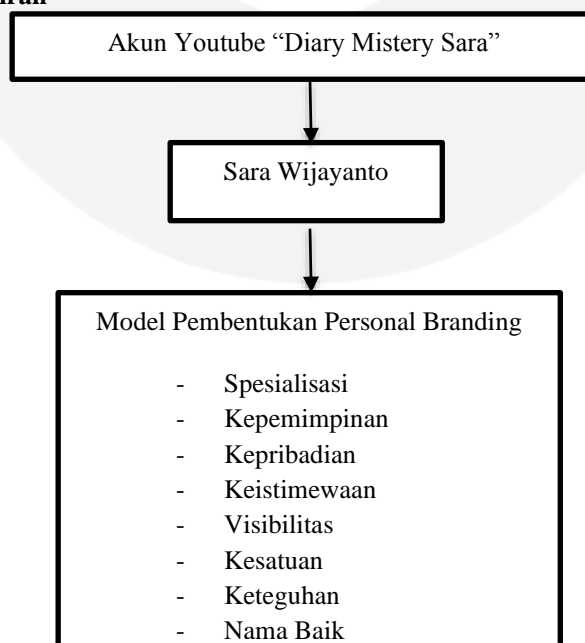 Akun Youtube “Diary Mistery Sara”
Sara Wijayanto
Model Pembentukan Personal Branding
- Spesialisasi
- Kepemimpinan
- Kepribadian
- Keistimewaan
- Visibilitas
- Kesatuan
- Keteguhan
- Nama Baik